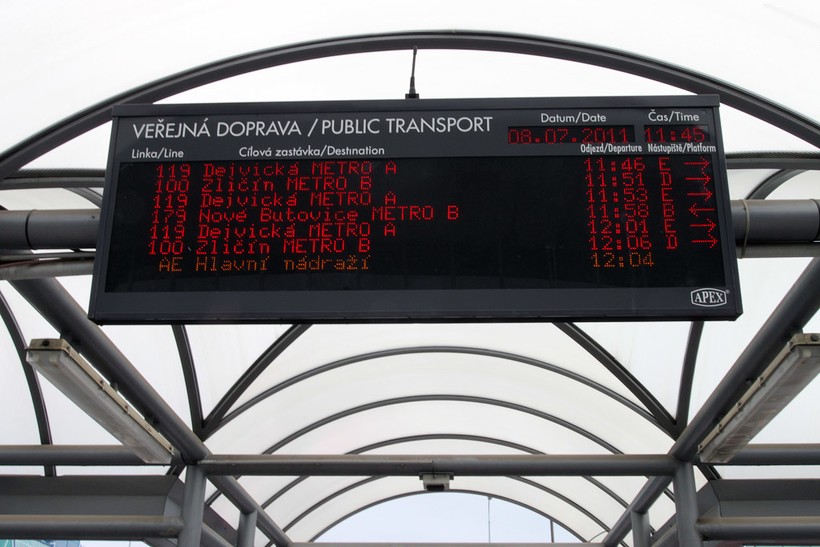 VEŘEJNÁ DOPRAVA / PUBLIC TRANSPORT Datum/Date Čas/Time
08.07.2011 11:45
Linka/Line Cílová zastávka/Destination Odjezd/Departure Nástupiště/Platform
119 Dejvická METRO A 11:46 E →
100 Zličín METRO B 11:51 D ↑
119 Dejvická METRO A 11:53 E →
179 Nové Butovice METRO B 11:58 B ←
119 Dejvická METRO A 12:01 E ↑
100 Zličín METRO B 12:06 D →
AE Hlavní nádraží 12:04
APEX